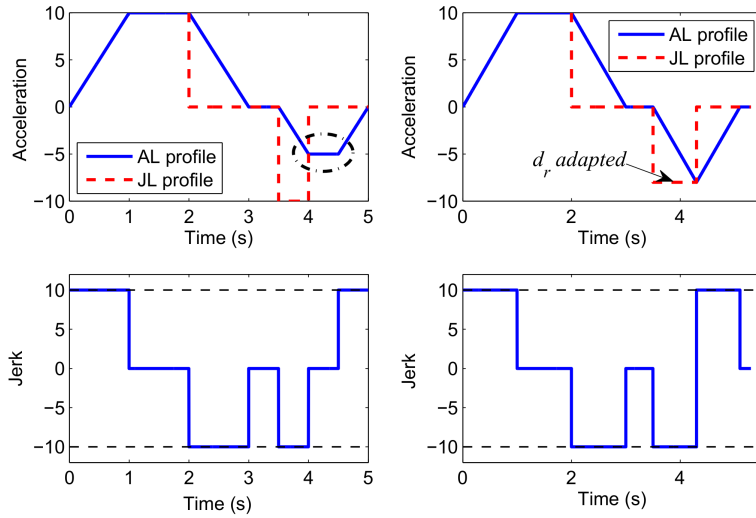 10
5
0
−5
−10
Acceleration
AL profile
JL profile
0 1 2 3 4 5
Time (s)
10
5
0
−5
−10
Acceleration
AL profile
JL profile
d_r adapted
0 2 4
Time (s)
10
5
0
−5
−10
Jerk
0 1 2 3 4 5
Time (s)
10
5
0
−5
−10
Jerk
0 2 4
Time (s)